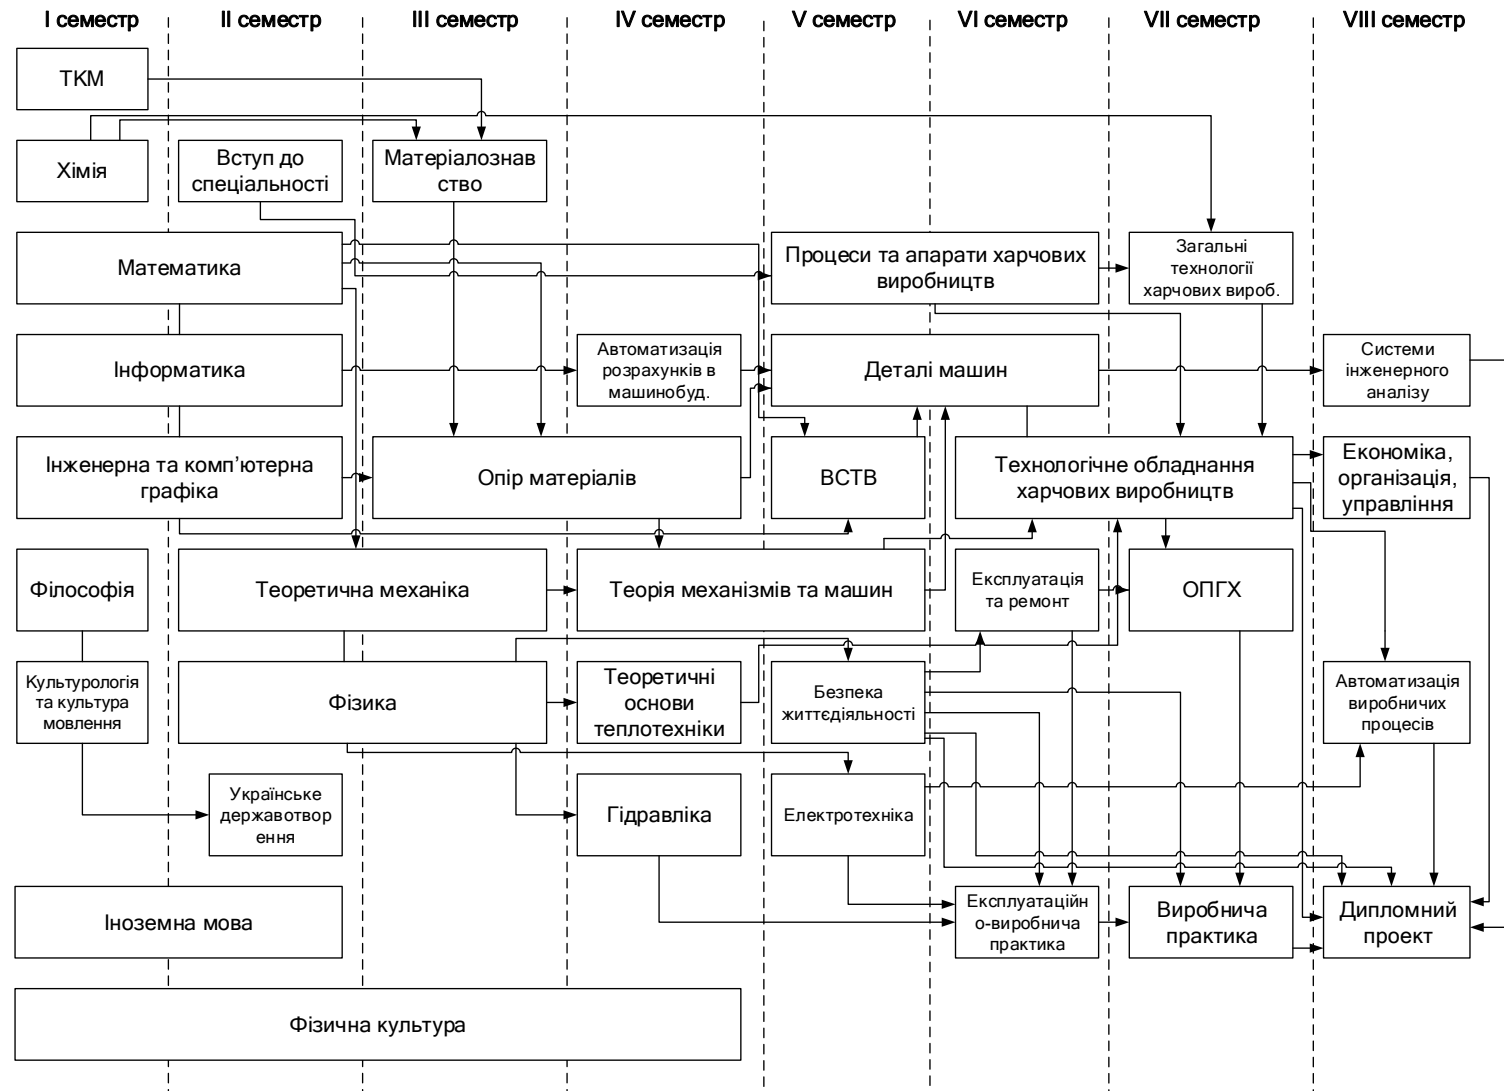 I семестр
II семестр
III семестр
IV семестр
V семестр
VI семестр
VII семестр
VIII семестр
ТКМ
Хімія
Вступ до
спеціальності
Матеріалознав
ство
Математика
Процеси та апарати харчових
виробництв
Загальні
технології
харчових вироб.
Інформатика
Автоматизація
розрахунків в
машинобуд.
Деталі машин
Системи
інженерного
аналізу
Інженерна та комп’ютерна
графіка
Опір матеріалів
ВСТВ
Технологічне обладнання
харчових виробництв
Економіка,
організація,
управління
Філософія
Теоретична механіка
Теорія механізмів та машин
Експлуатація
та ремонт
ОПГХ
Культурологія
та культура
мовлення
Фізика
Теоретичні
основи
теплотехніки
Безпека
життєдіяльності
Автоматизація
виробничих
процесів
Українське
державотвор
ення
Гідравліка
Електротехніка
Іноземна мова
Експлуатаційн
о-виробнича
практика
Виробнича
практика
Дипломний
проект
Фізична культура